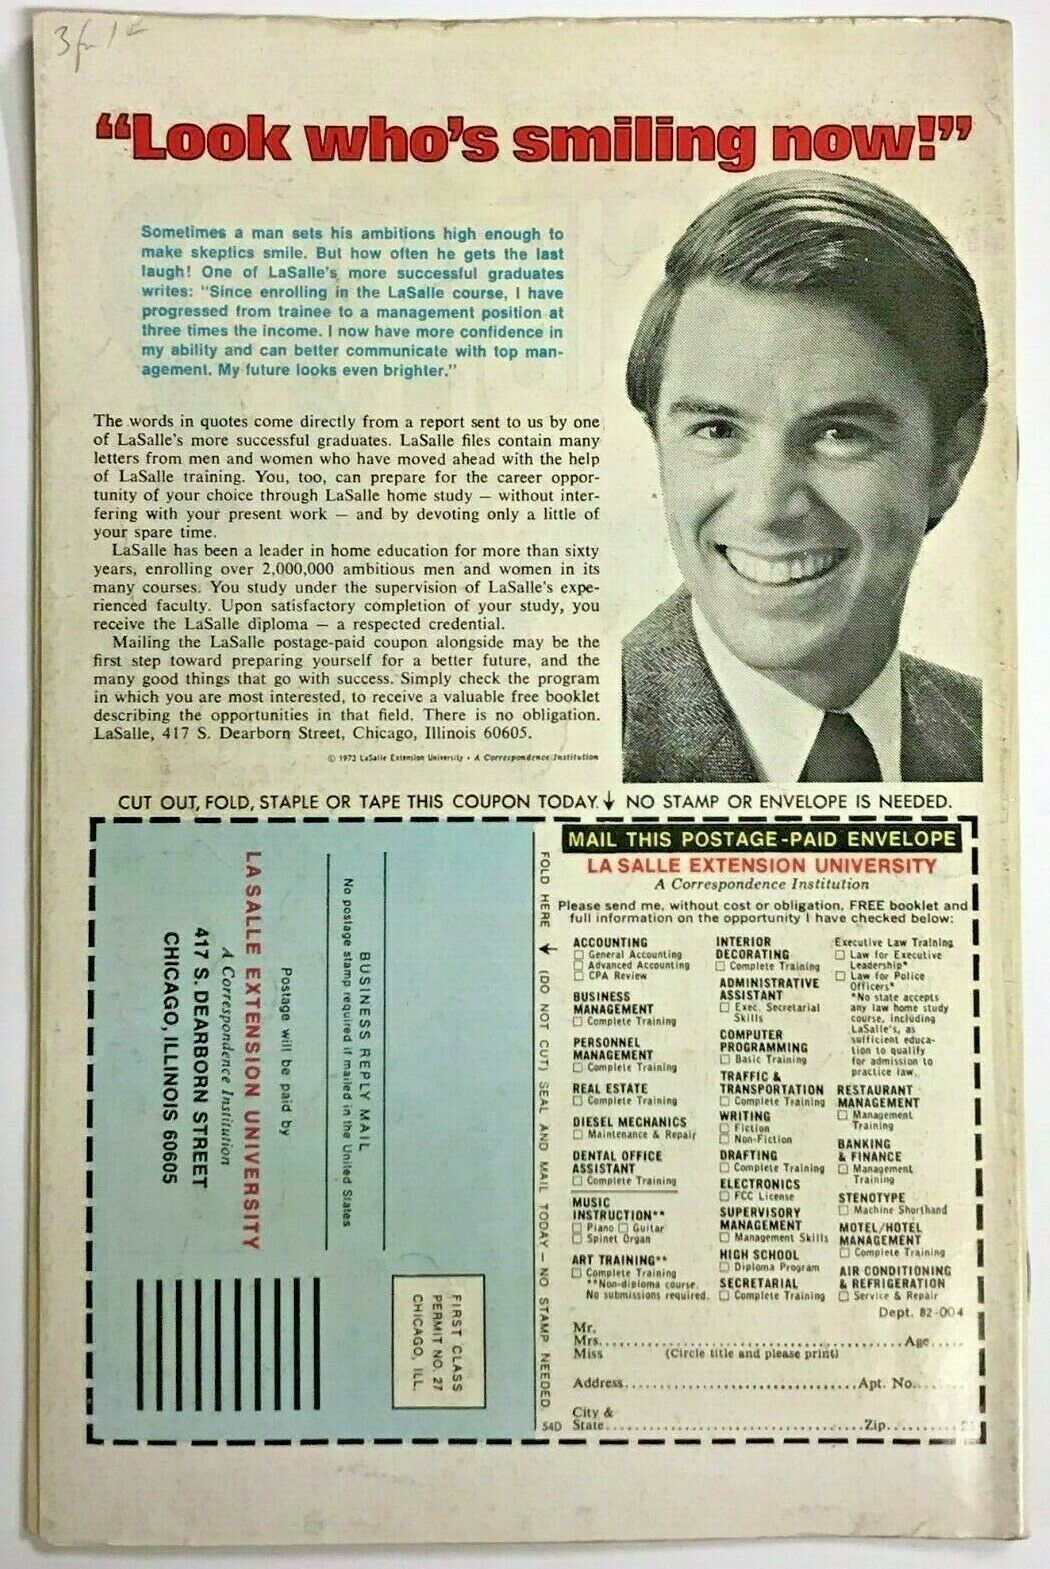 “Look who’s smiling now!”
Sometimes a man sets his ambitions high enough to
make skeptics smile. But how often he gets the last
laugh! One of LaSalle's more successful graduates
writes: "Since enrolling in the LaSalle course, I have
progressed from trainee to a management position at
three times the income. I now have more confidence in
my ability and can better communicate with top man-
agement. My future looks even brighter."
The words in quotes come directly from a report sent to us by one
of LaSalle's more successful graduates. LaSalle files contain many
letters from men and women who have moved ahead with the help
of LaSalle training. You, too, can prepare for the career oppor-
tunity of your choice through LaSalle home study — without inter-
fering with your present work — and by devoting only a little of
your spare time.
LaSalle has been a leader in home education for more than sixty
years, enrolling over 2,000,000 ambitious men and women in its
many courses. You study under the supervision of LaSalle's expe-
rienced faculty. Upon satisfactory completion of your study, you
receive the LaSalle diploma — a respected credential.
Mailing the LaSalle postage-paid coupon alongside may be the
first step toward preparing yourself for a better future, and the
many good things that go with success. Simply check the program
in which you are most interested, to receive a valuable free booklet
describing the opportunities in that field. There is no obligation.
LaSalle, 417 S. Dearborn Street, Chicago, Illinois 60605.
© 1973 LaSalle Extension University • A Correspondence Institution
CUT OUT, FOLD, STAPLE OR TAPE THIS COUPON TODAY. ↓ NO STAMP OR ENVELOPE IS NEEDED.
BUSINESS REPLY MAIL
No postage stamp required if mailed in the United States
Postage will be paid by
LA SALLE EXTENSION UNIVERSITY
A Correspondence Institution
417 S. DEARBORN STREET
CHICAGO, ILLINOIS 60605
FIRST CLASS
PERMIT NO. 27
CHICAGO, ILL.
FOLD HERE ↓ (DO NOT CUT) SEAL AND MAIL TODAY — NO STAMP NEEDED.
54D
MAIL THIS POSTAGE-PAID ENVELOPE
LA SALLE EXTENSION UNIVERSITY
A Correspondence Institution
Please send me, without cost or obligation, FREE booklet and
full information on the opportunity I have checked below:
ACCOUNTING
☐ General Accounting
☐ Advanced Accounting
☐ CPA Review
BUSINESS
MANAGEMENT
☐ Complete Training
PERSONNEL
MANAGEMENT
☐ Complete Training
REAL ESTATE
☐ Complete Training
DIESEL MECHANICS
☐ Maintenance & Repair
DENTAL OFFICE
ASSISTANT
☐ Complete Training
MUSIC
INSTRUCTION**
☐ Piano ☐ Guitar
☐ Spinet Organ
ART TRAINING**
☐ Complete Training
**Non-diploma course.
No submissions required.
INTERIOR
DECORATING
☐ Complete Training
ADMINISTRATIVE
ASSISTANT
☐ Exec. Secretarial
Skills
COMPUTER
PROGRAMMING
☐ Basic Training
TRAFFIC &
TRANSPORTATION
☐ Complete Training
WRITING
☐ Fiction
☐ Non-Fiction
DRAFTING
☐ Complete Training
ELECTRONICS
☐ FCC License
SUPERVISORY
MANAGEMENT
☐ Management Skills
HIGH SCHOOL
☐ Diploma Program
SECRETARIAL
☐ Complete Training
Executive Law Training
☐ Law for Executive
Leadership*
☐ Law for Police
Officers*
*No state accepts
any law home study
course, including
LaSalle's, as
sufficient educa-
tion to qualify
for admission to
practice law.
RESTAURANT
MANAGEMENT
☐ Management
Training
BANKING
& FINANCE
☐ Management
Training
STENOTYPE
☐ Machine Shorthand
MOTEL/HOTEL
MANAGEMENT
☐ Complete Training
AIR CONDITIONING
& REFRIGERATION
☐ Service & Repair
Dept. 82-004
Mr.
Mrs. Age
Miss (Circle title and please print)
Address Apt. No.
City &
State Zip